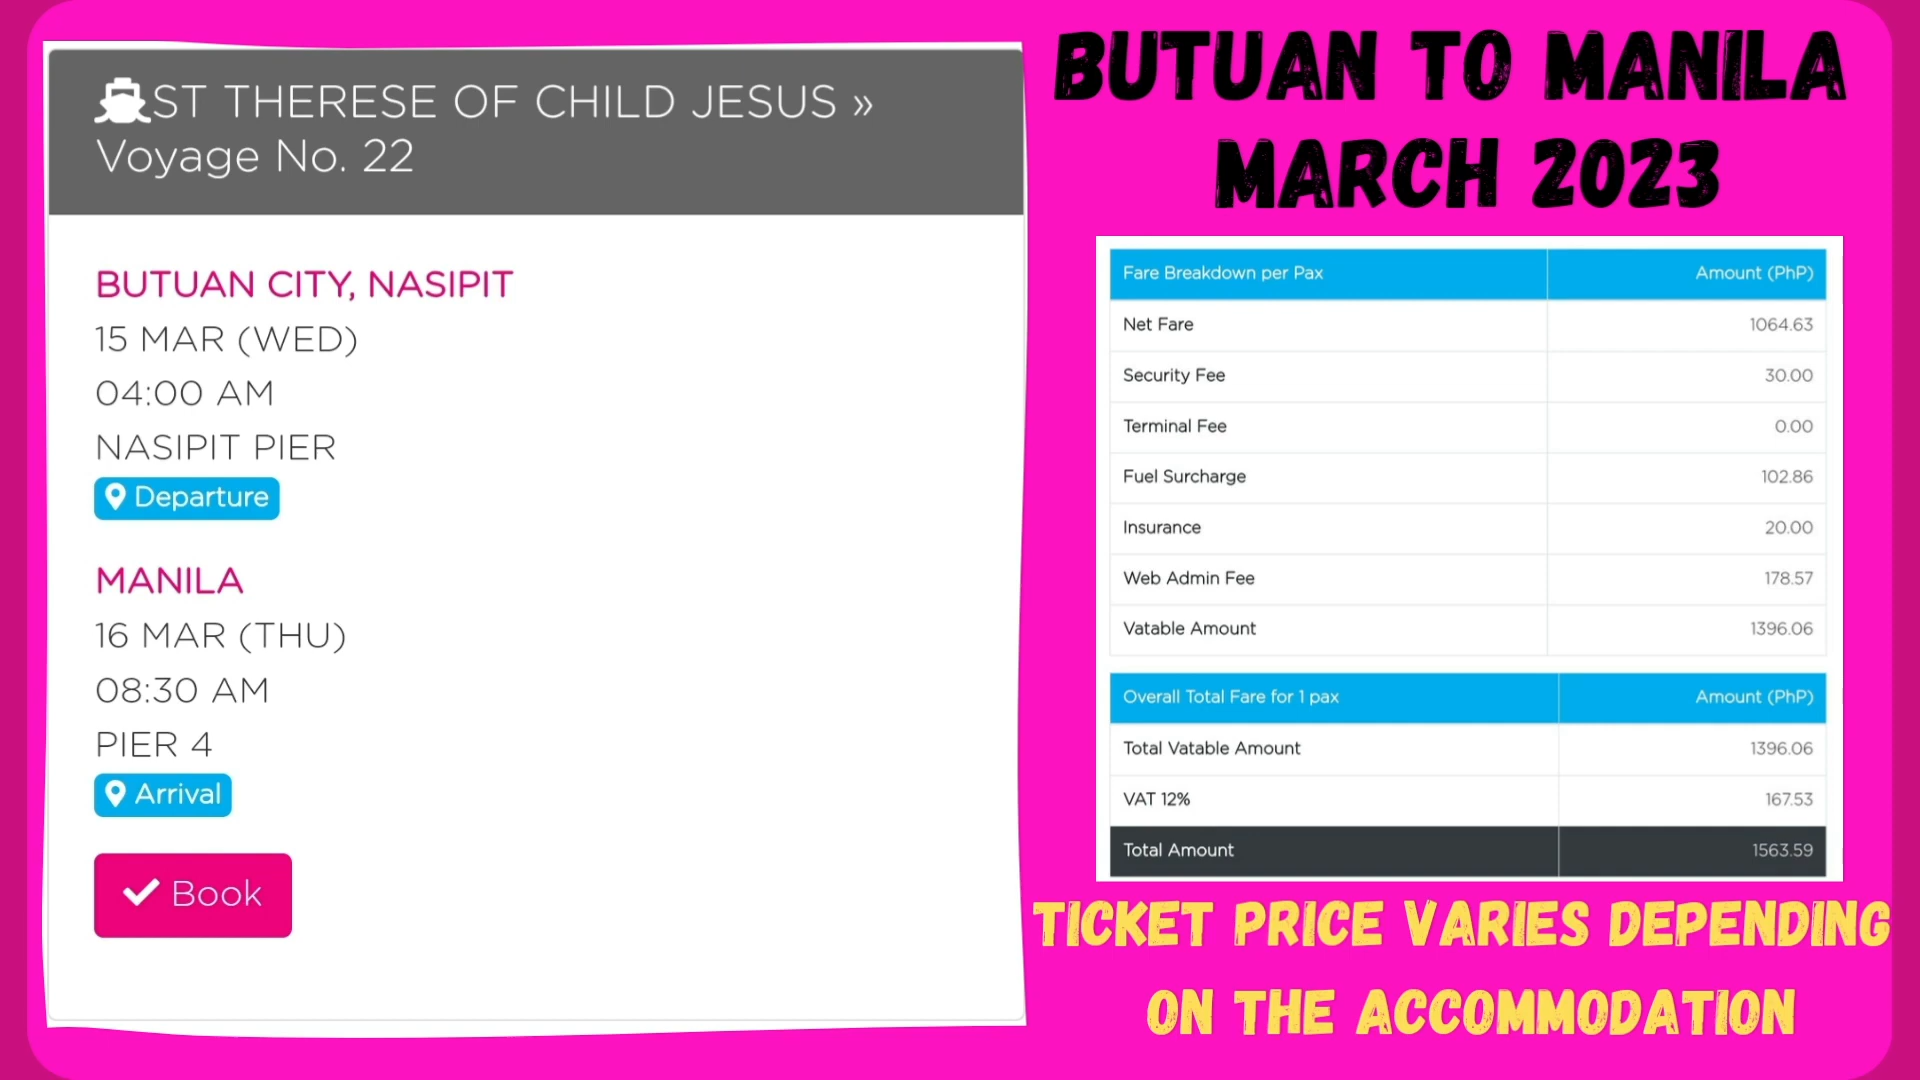 ST THERESE OF CHILD JESUS »
Voyage No. 22
BUTUAN CITY, NASIPIT
15 MAR (WED)
04:00 AM
NASIPIT PIER
Departure
MANILA
16 MAR (THU)
08:30 AM
PIER 4
Arrival
Book
BUTUAN TO MANILA
MARCH 2023
Fare Breakdown per Pax Amount (PhP)
Net Fare 1064.63
Security Fee 30.00
Terminal Fee 0.00
Fuel Surcharge 102.86
Insurance 20.00
Web Admin Fee 178.57
Vatable Amount 1396.06
Overall Total Fare for 1 pax Amount (PhP)
Total Vatable Amount 1396.06
VAT 12% 167.53
Total Amount 1563.59
TICKET PRICE VARIES DEPENDING
ON THE ACCOMMODATION